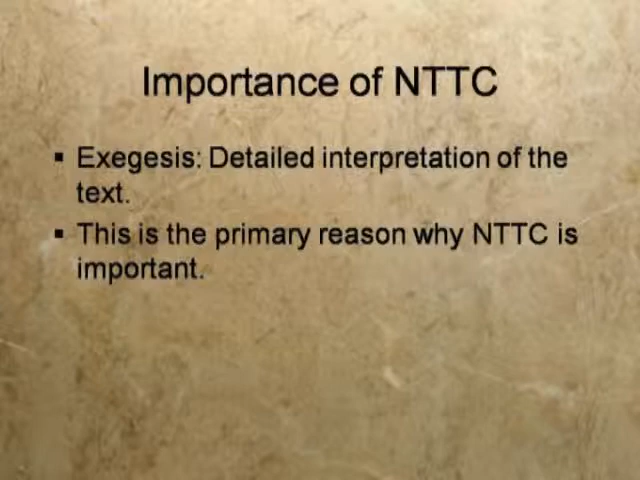 Importance of NTTC
▪ Exegesis: Detailed interpretation of the
text.
▪ This is the primary reason why NTTC is
important.